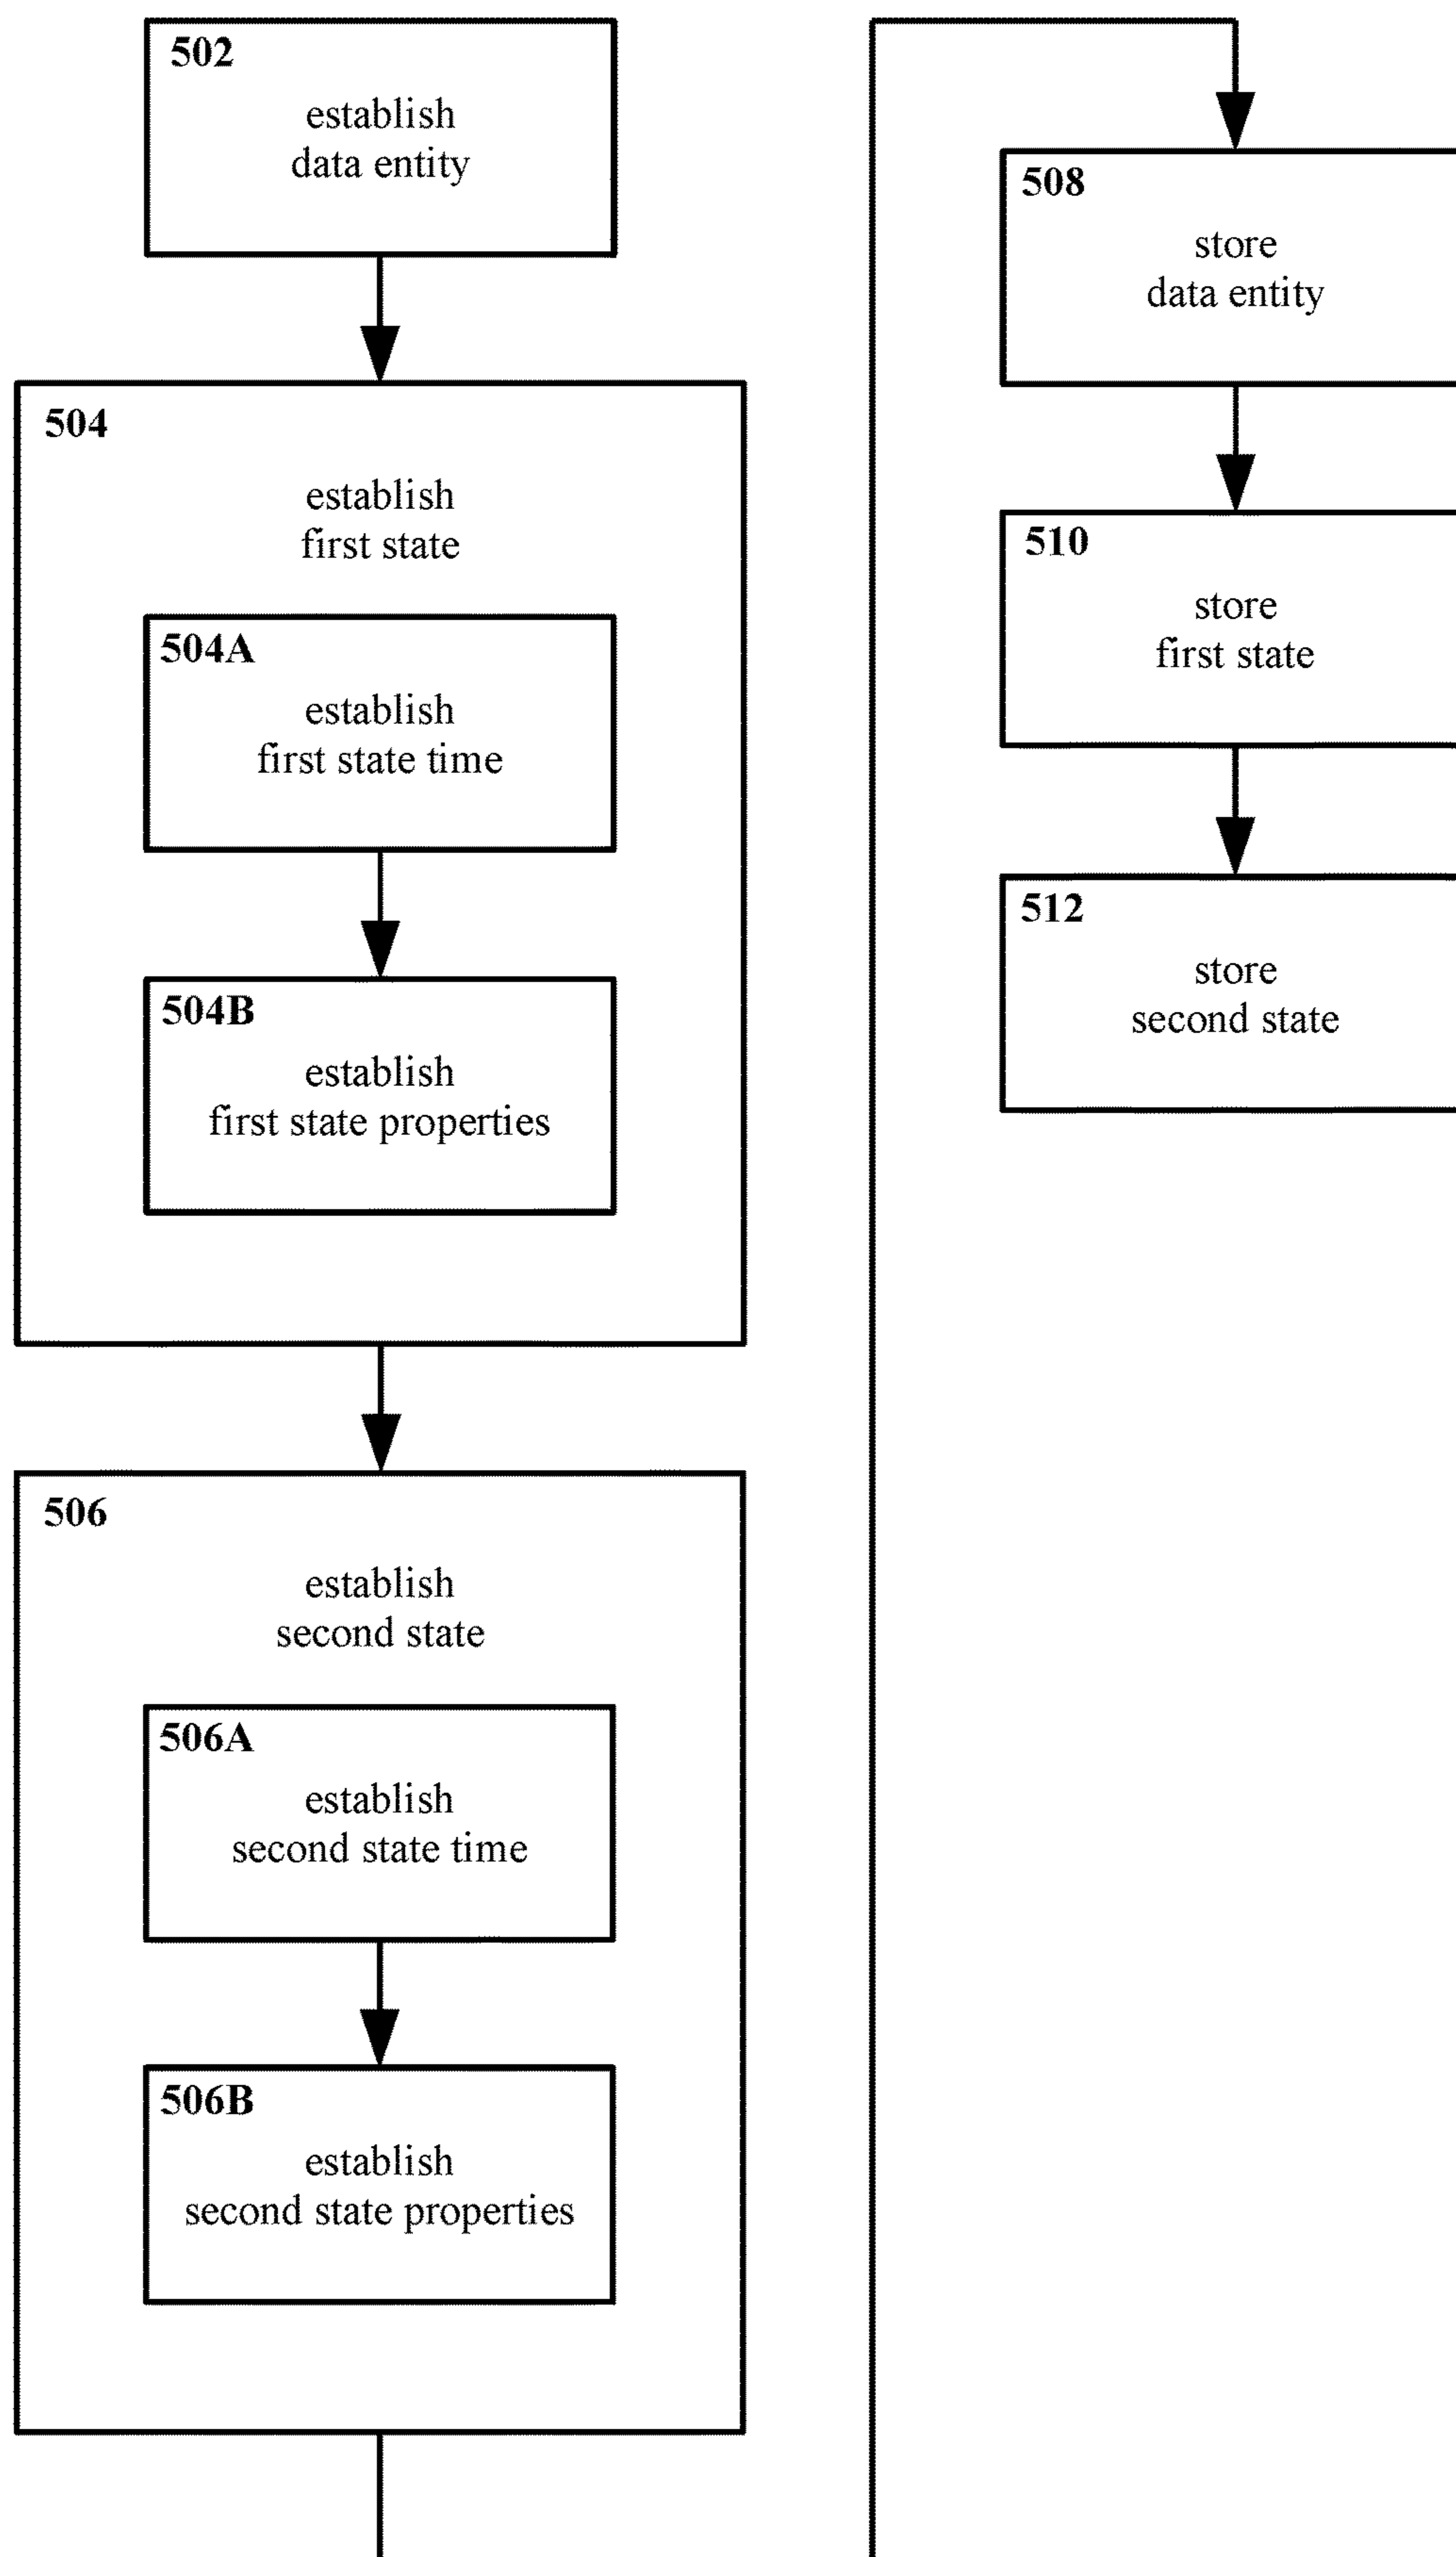 502
establish
data entity
504
establish
first state
504A
establish
first state time
504B
establish
first state properties
506
establish
second state
506A
establish
second state time
506B
establish
second state properties
508
store
data entity
510
store
first state
512
store
second state